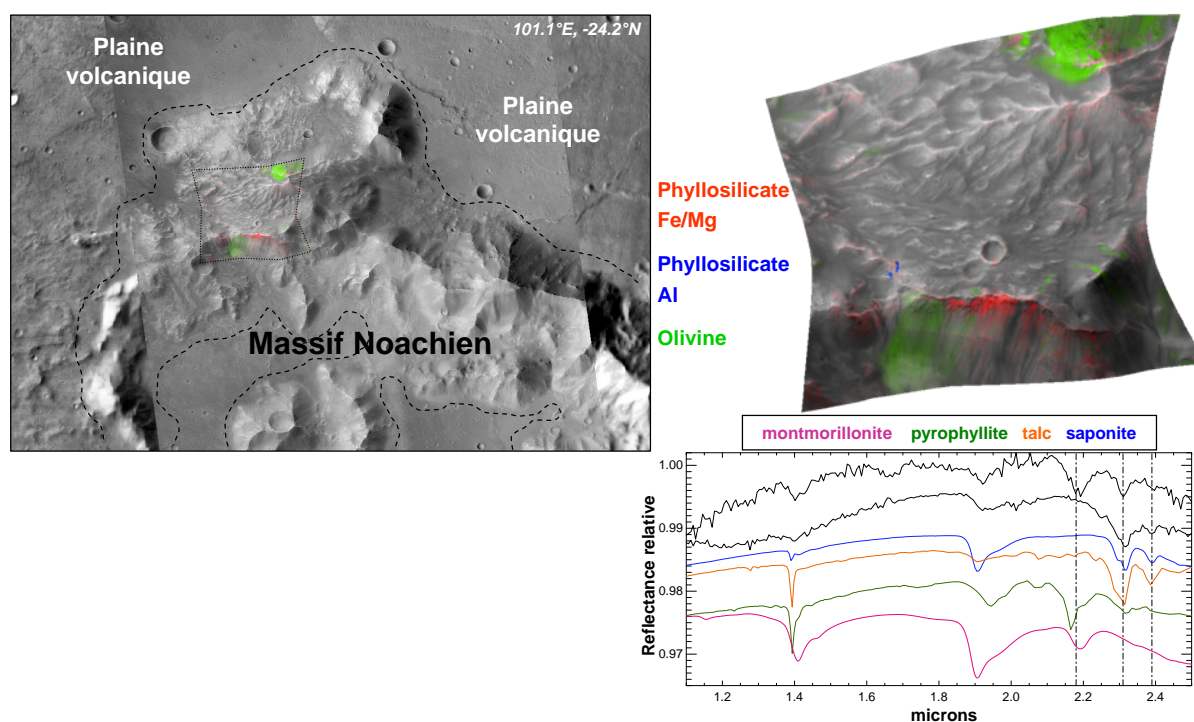 101.1°E, -24.2°N
Plaine
volcanique
Plaine
volcanique
Massif Noachien
Phyllosilicate
Fe/Mg
Phyllosilicate
Al
Olivine
montmorillonite pyrophyllite talc saponite
1.00
0.99
0.98
0.97
Reflectance relative
1.2 1.4 1.6 1.8 2.0 2.2 2.4
microns